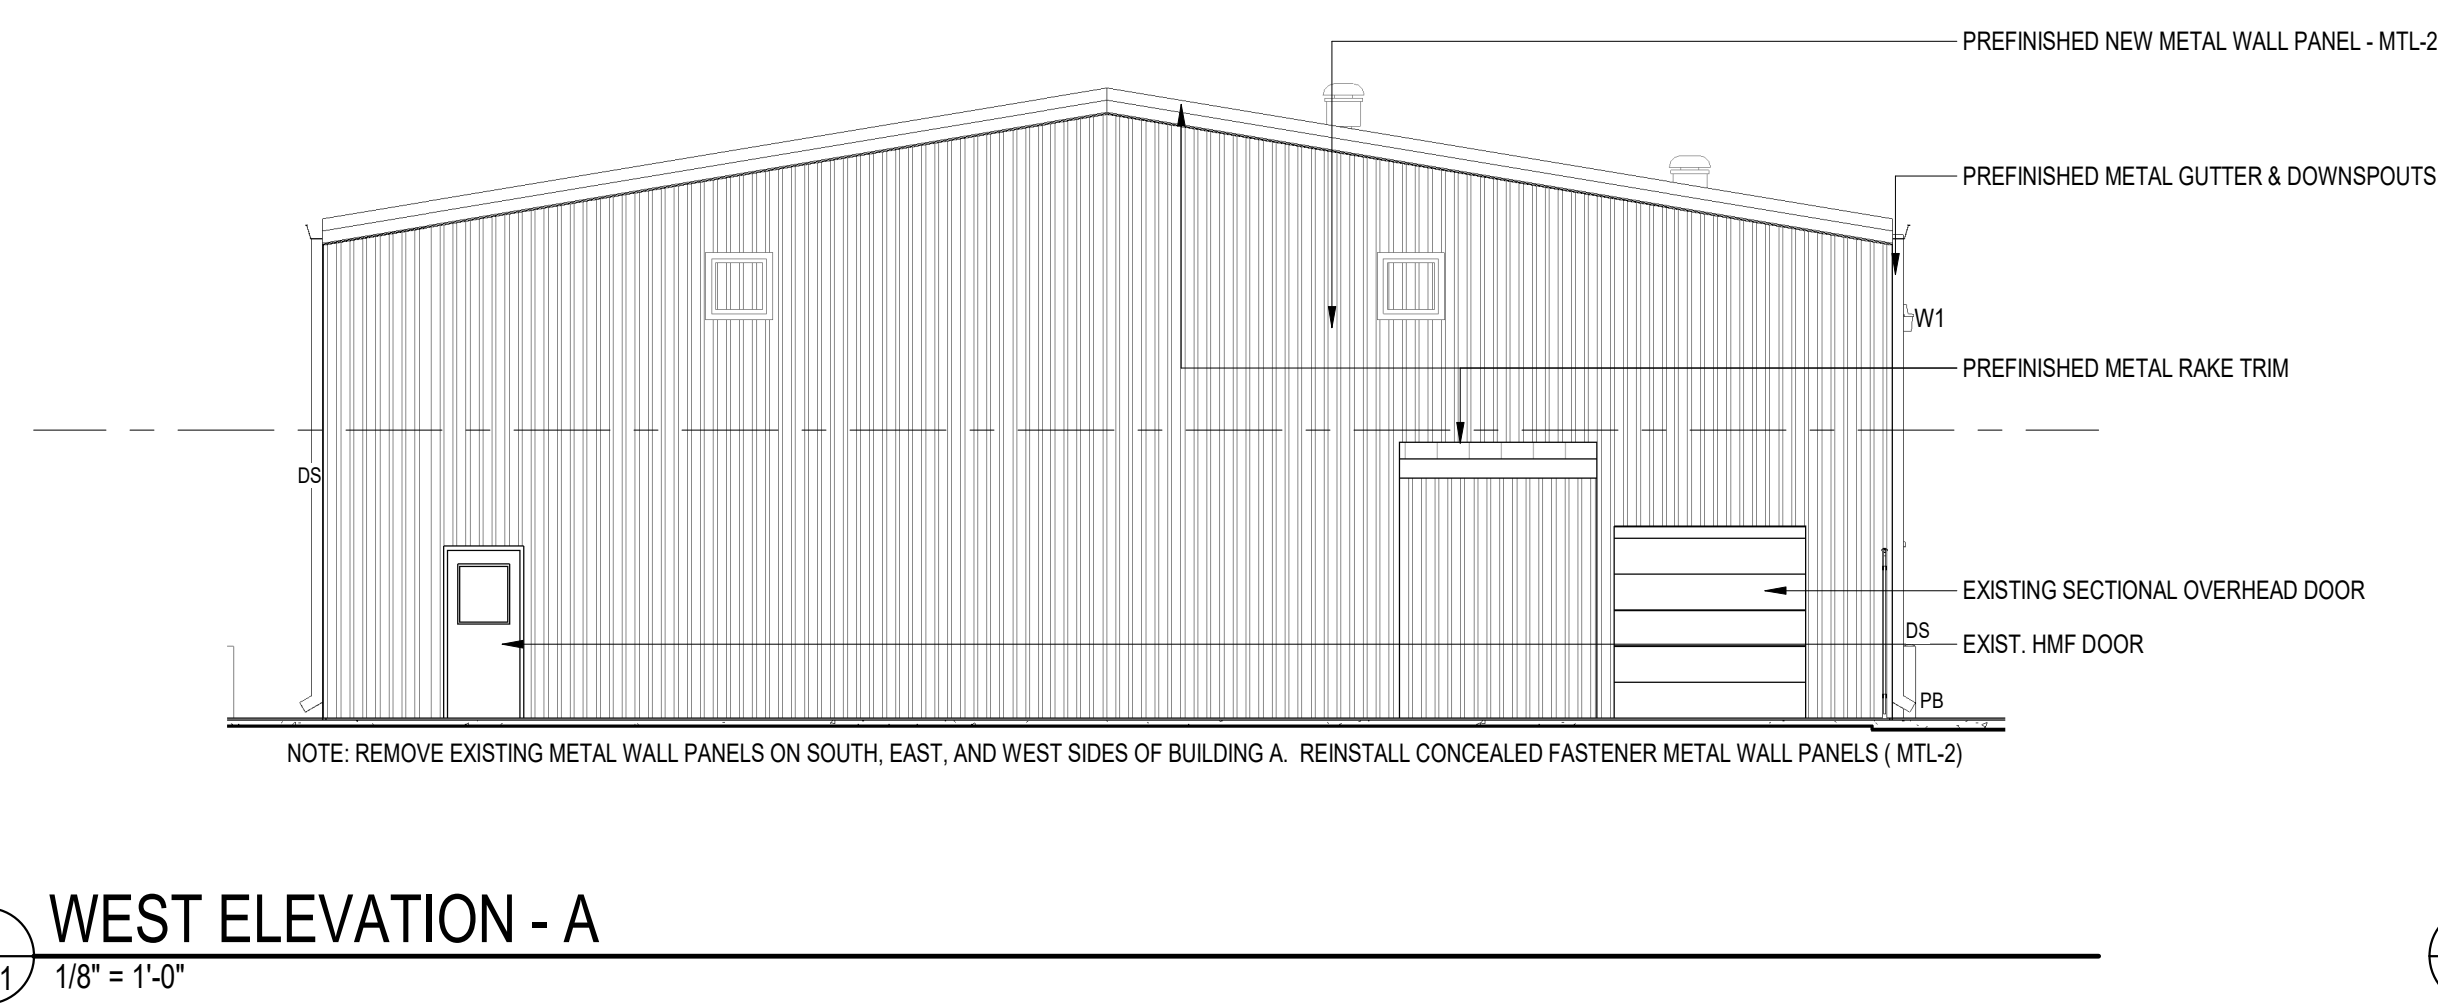 PREFINISHED NEW METAL WALL PANEL - MTL-2
PREFINISHED METAL GUTTER & DOWNSPOUTS
W1
PREFINISHED METAL RAKE TRIM
DS
EXISTING SECTIONAL OVERHEAD DOOR
DS
EXIST. HMF DOOR
PB
NOTE: REMOVE EXISTING METAL WALL PANELS ON SOUTH, EAST, AND WEST SIDES OF BUILDING A. REINSTALL CONCEALED FASTENER METAL WALL PANELS ( MTL-2)
WEST ELEVATION - A
1
1/8" = 1'-0"